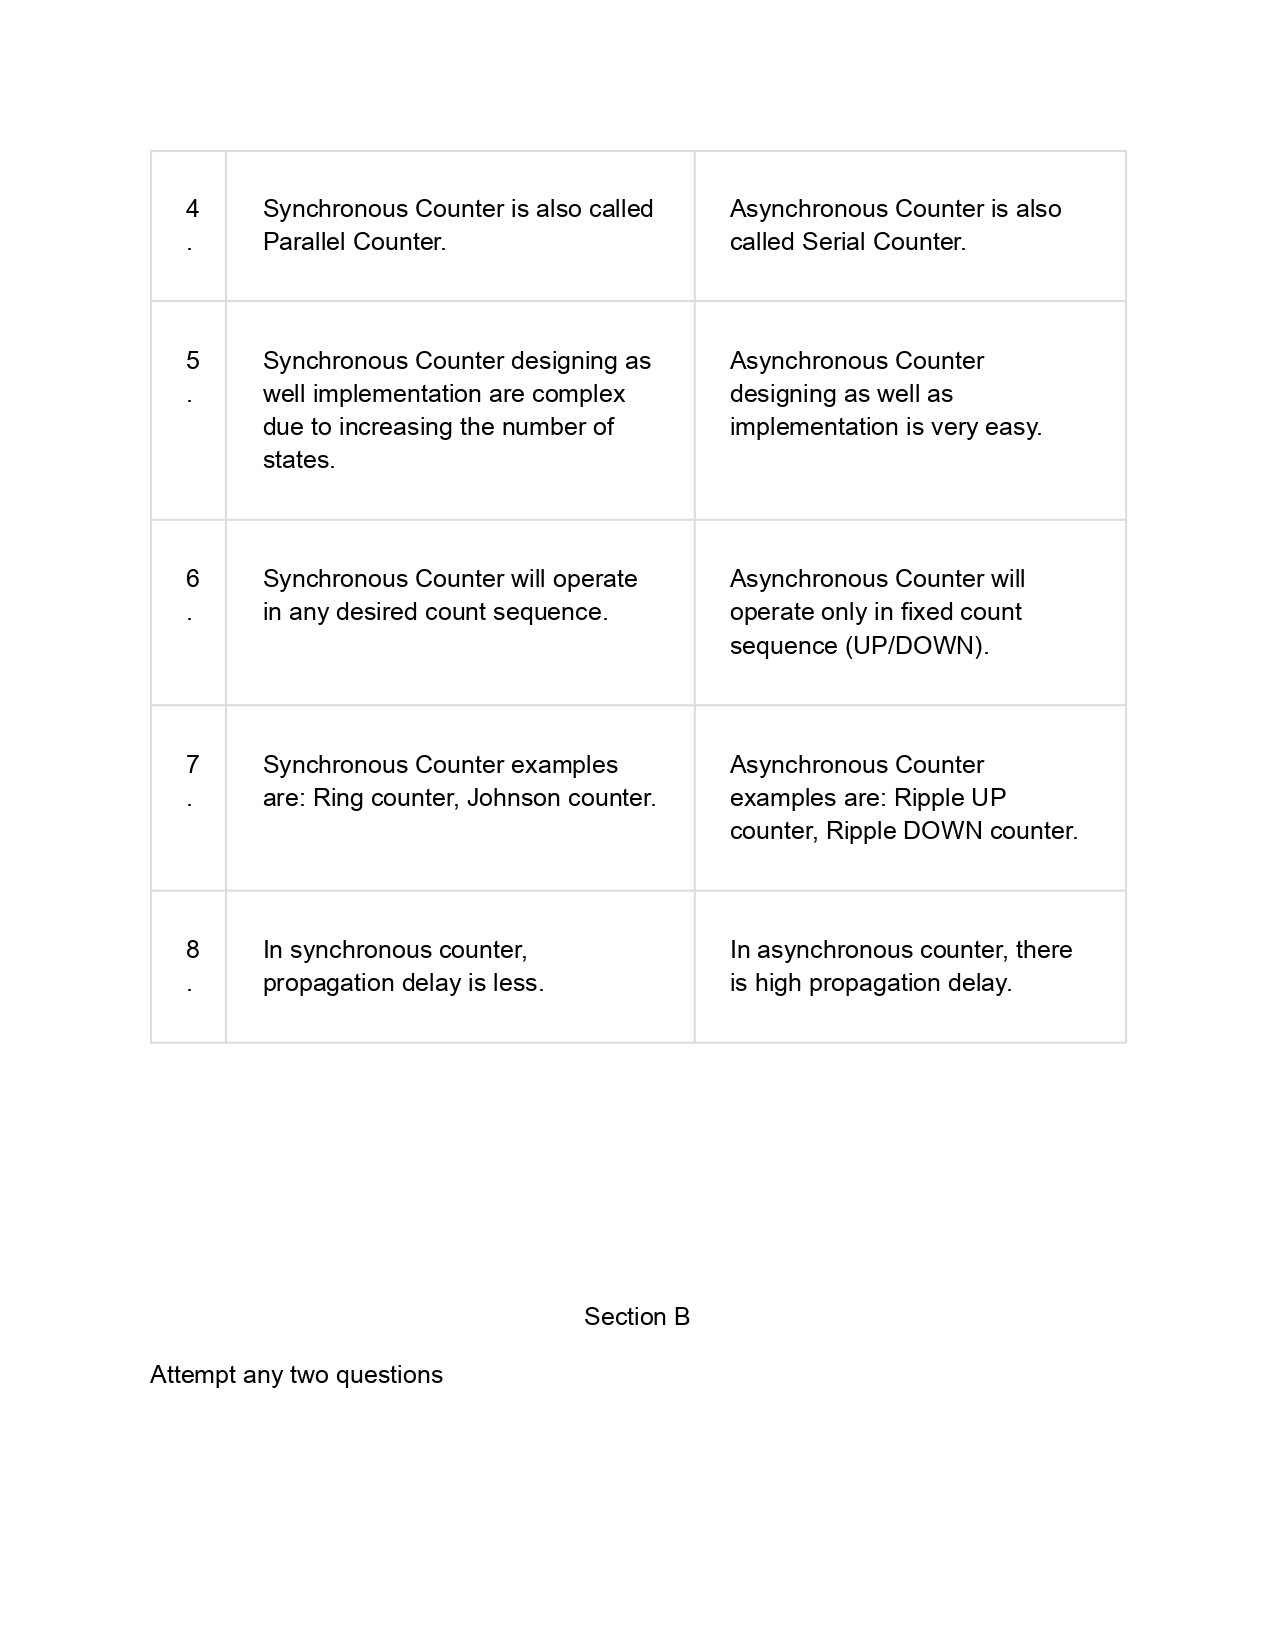 4
.
Synchronous Counter is also called
Parallel Counter.
Asynchronous Counter is also
called Serial Counter.
5
.
Synchronous Counter designing as
well implementation are complex
due to increasing the number of
states.
Asynchronous Counter
designing as well as
implementation is very easy.
6
.
Synchronous Counter will operate
in any desired count sequence.
Asynchronous Counter will
operate only in fixed count
sequence (UP/DOWN).
7
.
Synchronous Counter examples
are: Ring counter, Johnson counter.
Asynchronous Counter
examples are: Ripple UP
counter, Ripple DOWN counter.
8
.
In synchronous counter,
propagation delay is less.
In asynchronous counter, there
is high propagation delay.
Section B
Attempt any two questions